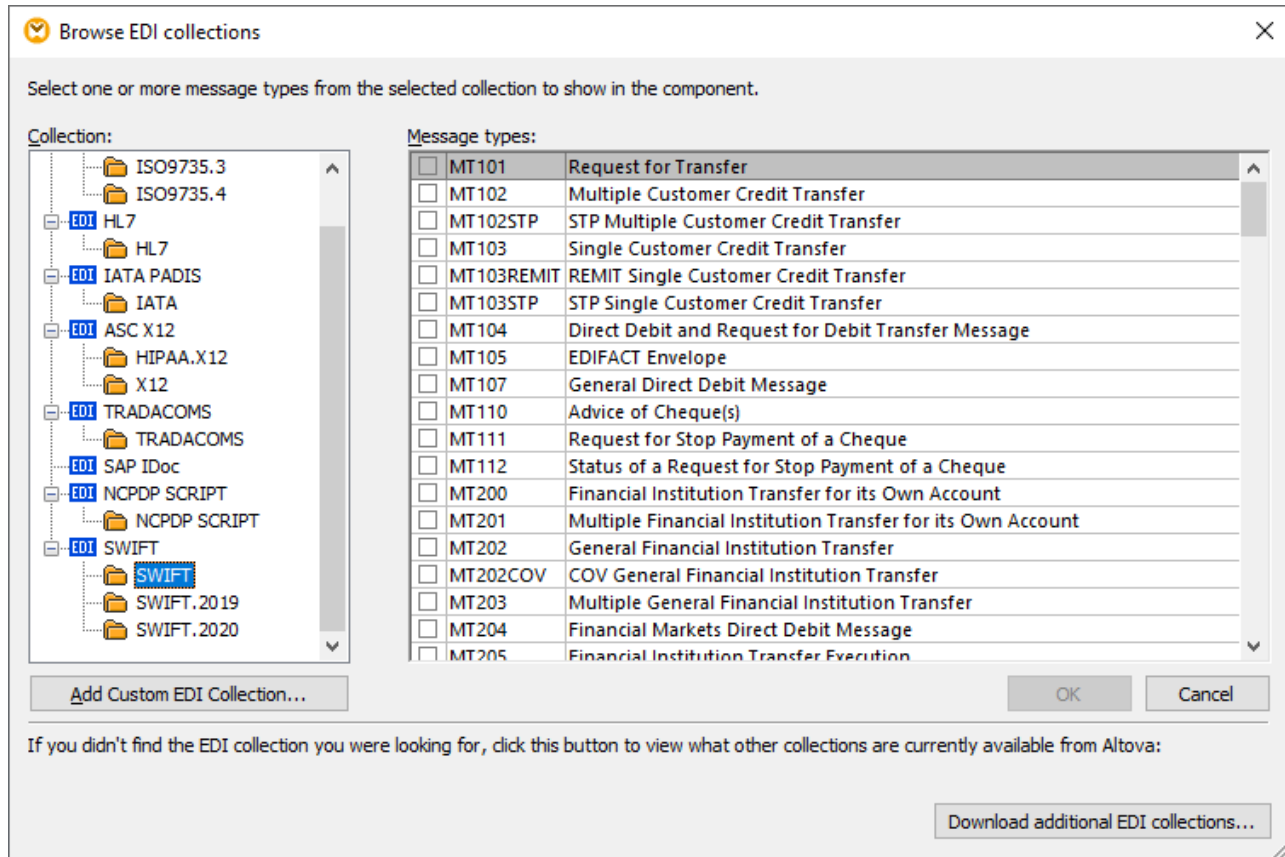 Browse EDI collections
Select one or more message types from the selected collection to show in the component.
Collection:
ISO9735.3
ISO9735.4
EDI HL7
HL7
EDI IATA PADIS
IATA
EDI ASC X12
HIPAA.X12
X12
EDI TRADACOMS
TRADACOMS
EDI SAP IDoc
EDI NCPDP SCRIPT
NCPDP SCRIPT
EDI SWIFT
SWIFT
SWIFT.2019
SWIFT.2020
Add Custom EDI Collection...
Message types:
MT101 Request for Transfer
MT102 Multiple Customer Credit Transfer
MT102STP STP Multiple Customer Credit Transfer
MT103 Single Customer Credit Transfer
MT103REMIT REMIT Single Customer Credit Transfer
MT103STP STP Single Customer Credit Transfer
MT104 Direct Debit and Request for Debit Transfer Message
MT105 EDIFACT Envelope
MT107 General Direct Debit Message
MT110 Advice of Cheque(s)
MT111 Request for Stop Payment of a Cheque
MT112 Status of a Request for Stop Payment of a Cheque
MT200 Financial Institution Transfer for its Own Account
MT201 Multiple Financial Institution Transfer for its Own Account
MT202 General Financial Institution Transfer
MT202COV COV General Financial Institution Transfer
MT203 Multiple General Financial Institution Transfer
MT204 Financial Markets Direct Debit Message
MT205 Financial Institution Transfer Execution
OK Cancel
If you didn't find the EDI collection you were looking for, click this button to view what other collections are currently available from Altova:
Download additional EDI collections...